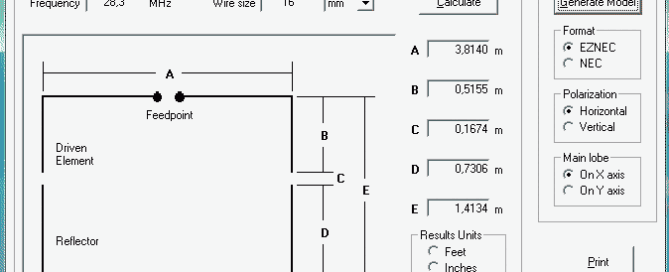 Frequency 28,3 MHz Wire size 16 mm Calculate Generate Model
A 3,8140 m
B 0,5155 m
C 0,1674 m
D 0,7306 m
E 1,4134 m
A
Feedpoint
Driven
Element
B
C
E
D
Reflector
Results Units
Feet
Inches
Format
EZNEC
NEC
Polarization
Horizontal
Vertical
Main lobe
On X axis
On Y axis
Print